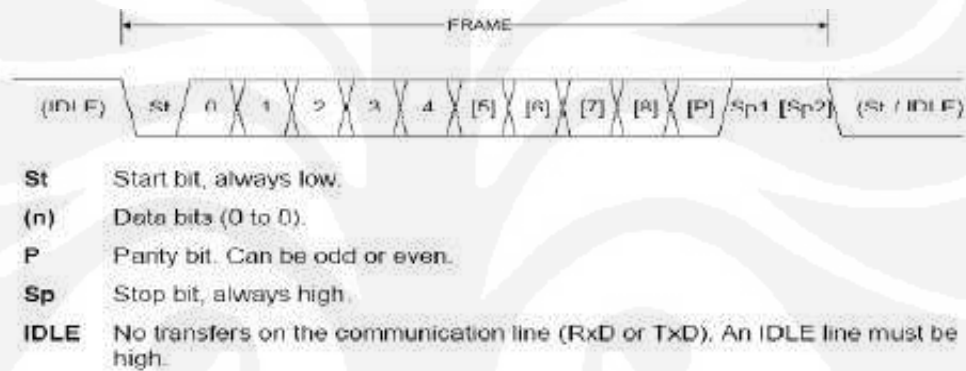 FRAME
(IDLE) St 0 1 2 3 4 [5] [6] [7] [8] [P] Sp1 [Sp2] (St / IDLE)
St Start bit, always low.
(n) Data bits (0 to 0).
P Parity bit. Can be odd or even.
Sp Stop bit, always high.
IDLE No transfers on the communication line (RxD or TxD). An IDLE line must be
high.